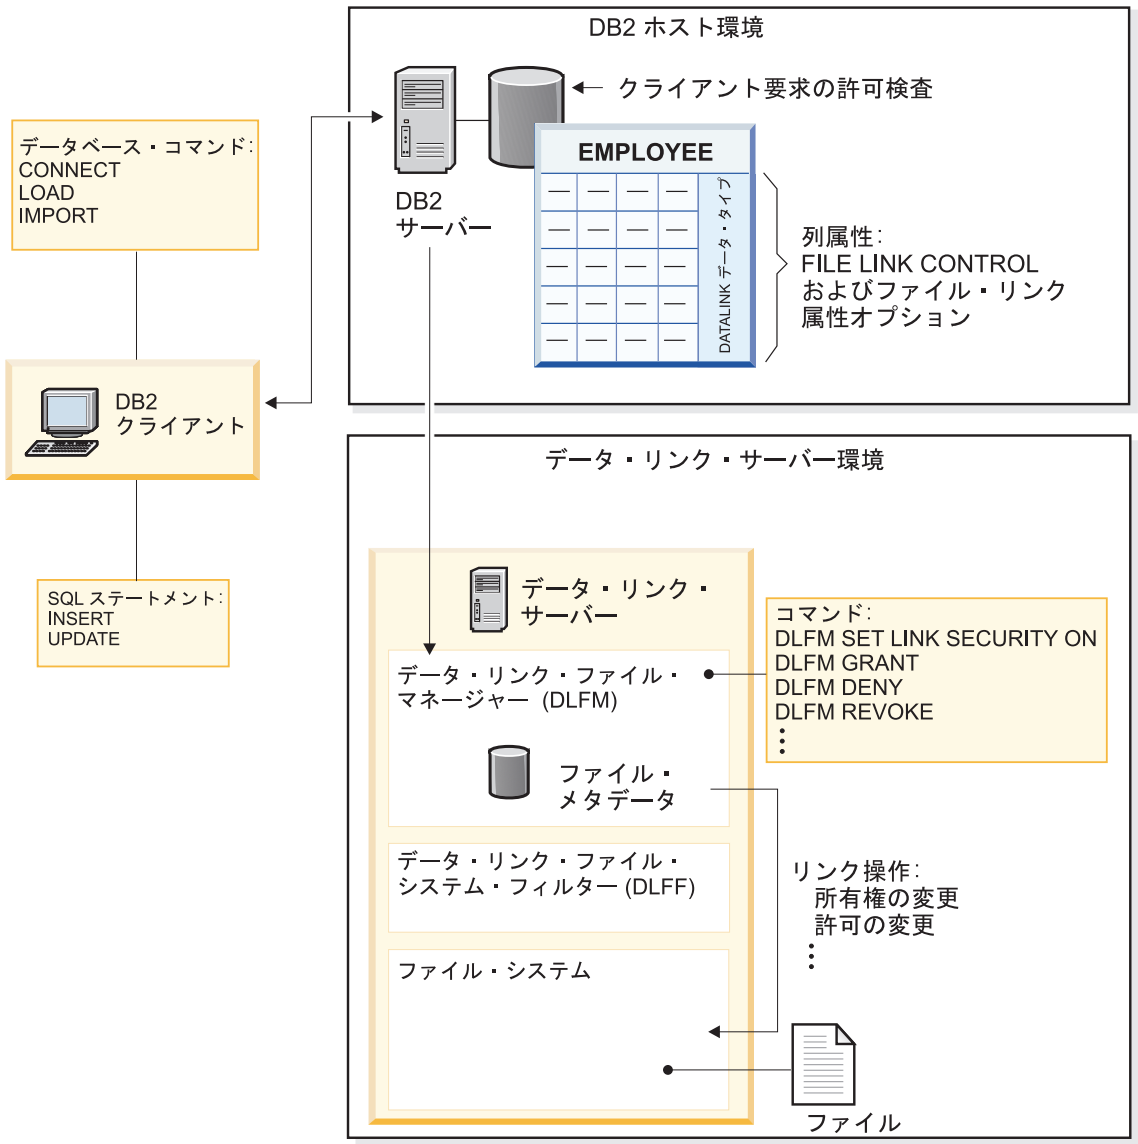 DB2 ホスト環境
クライアント要求の許可検査
データベース・コマンド:
CONNECT
LOAD
IMPORT
DB2
サーバー
EMPLOYEE
DATALINK データ・タイプ
列属性:
FILE LINK CONTROL
およびファイル・リンク
属性オプション
DB2
クライアント
データ・リンク・サーバー環境
SQL ステートメント:
INSERT
UPDATE
データ・リンク・
サーバー
コマンド:
DLFM SET LINK SECURITY ON
DLFM GRANT
DLFM DENY
DLFM REVOKE
⋮
データ・リンク・ファイル・
マネージャー (DLFM)
ファイル・
メタデータ
データ・リンク・ファイル・
システム・フィルター (DLFF)
リンク操作:
所有権の変更
許可の変更
⋮
ファイル・システム
ファイル